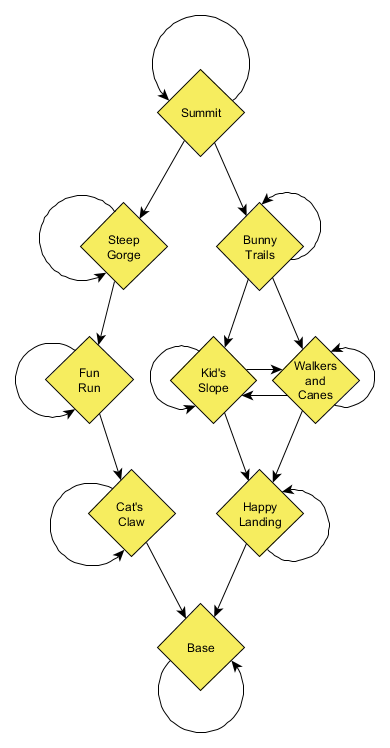 Summit
Steep
Gorge
Bunny
Trails
Fun
Run
Kid's
Slope
Walkers
and
Canes
Cat's
Claw
Happy
Landing
Base